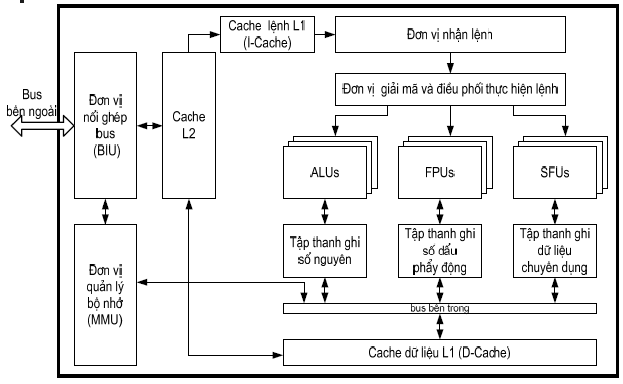 Cache lệnh L1
(I-Cache)
Đơn vị nhận lệnh
Bus
bên ngoài
Đơn vị
nối ghép
bus
(BIU)
Cache
L2
Đơn vị giải mã và điều phối thực hiện lệnh
ALUs
FPUs
SFUs
Tập thanh ghi
số nguyên
Tập thanh ghi
số dấu
phẩy động
Tập thanh ghi
dữ liệu
chuyên dụng
Đơn vị
quản lý
bộ nhớ
(MMU)
bus bên trong
Cache dữ liệu L1 (D-Cache)